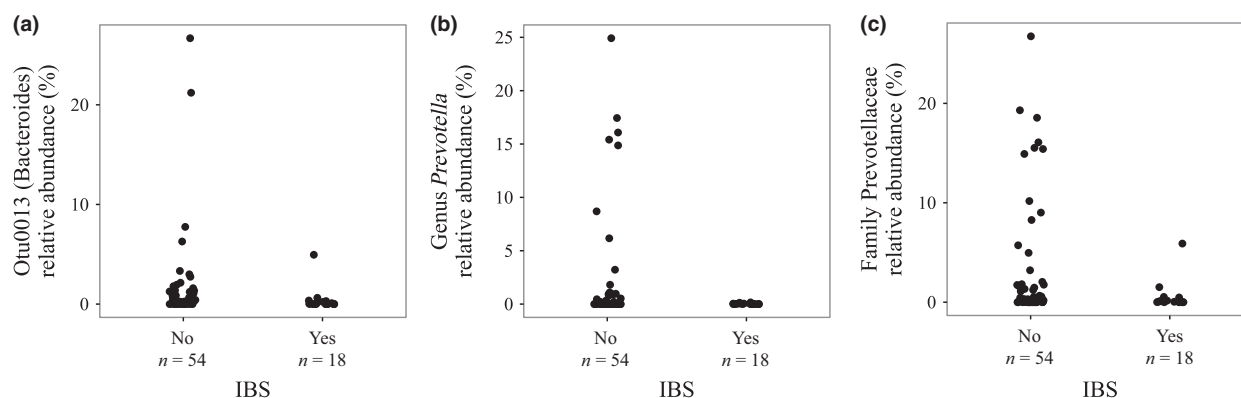 (a)
Otu0013 (Bacteroides)
relative abundance (%)
20
10
0
No
n = 54
Yes
n = 18
IBS
(b)
Genus Prevotella
relative abundance (%)
25
20
15
10
5
0
No
n = 54
Yes
n = 18
IBS
(c)
Family Prevotellaceae
relative abundance (%)
20
10
0
No
n = 54
Yes
n = 18
IBS